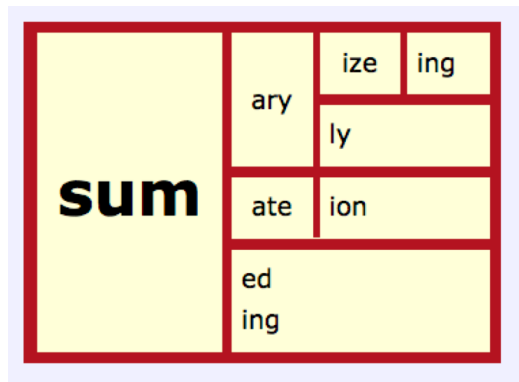 sum
ary
ize
ing
ly
ate
ion
ed
ing